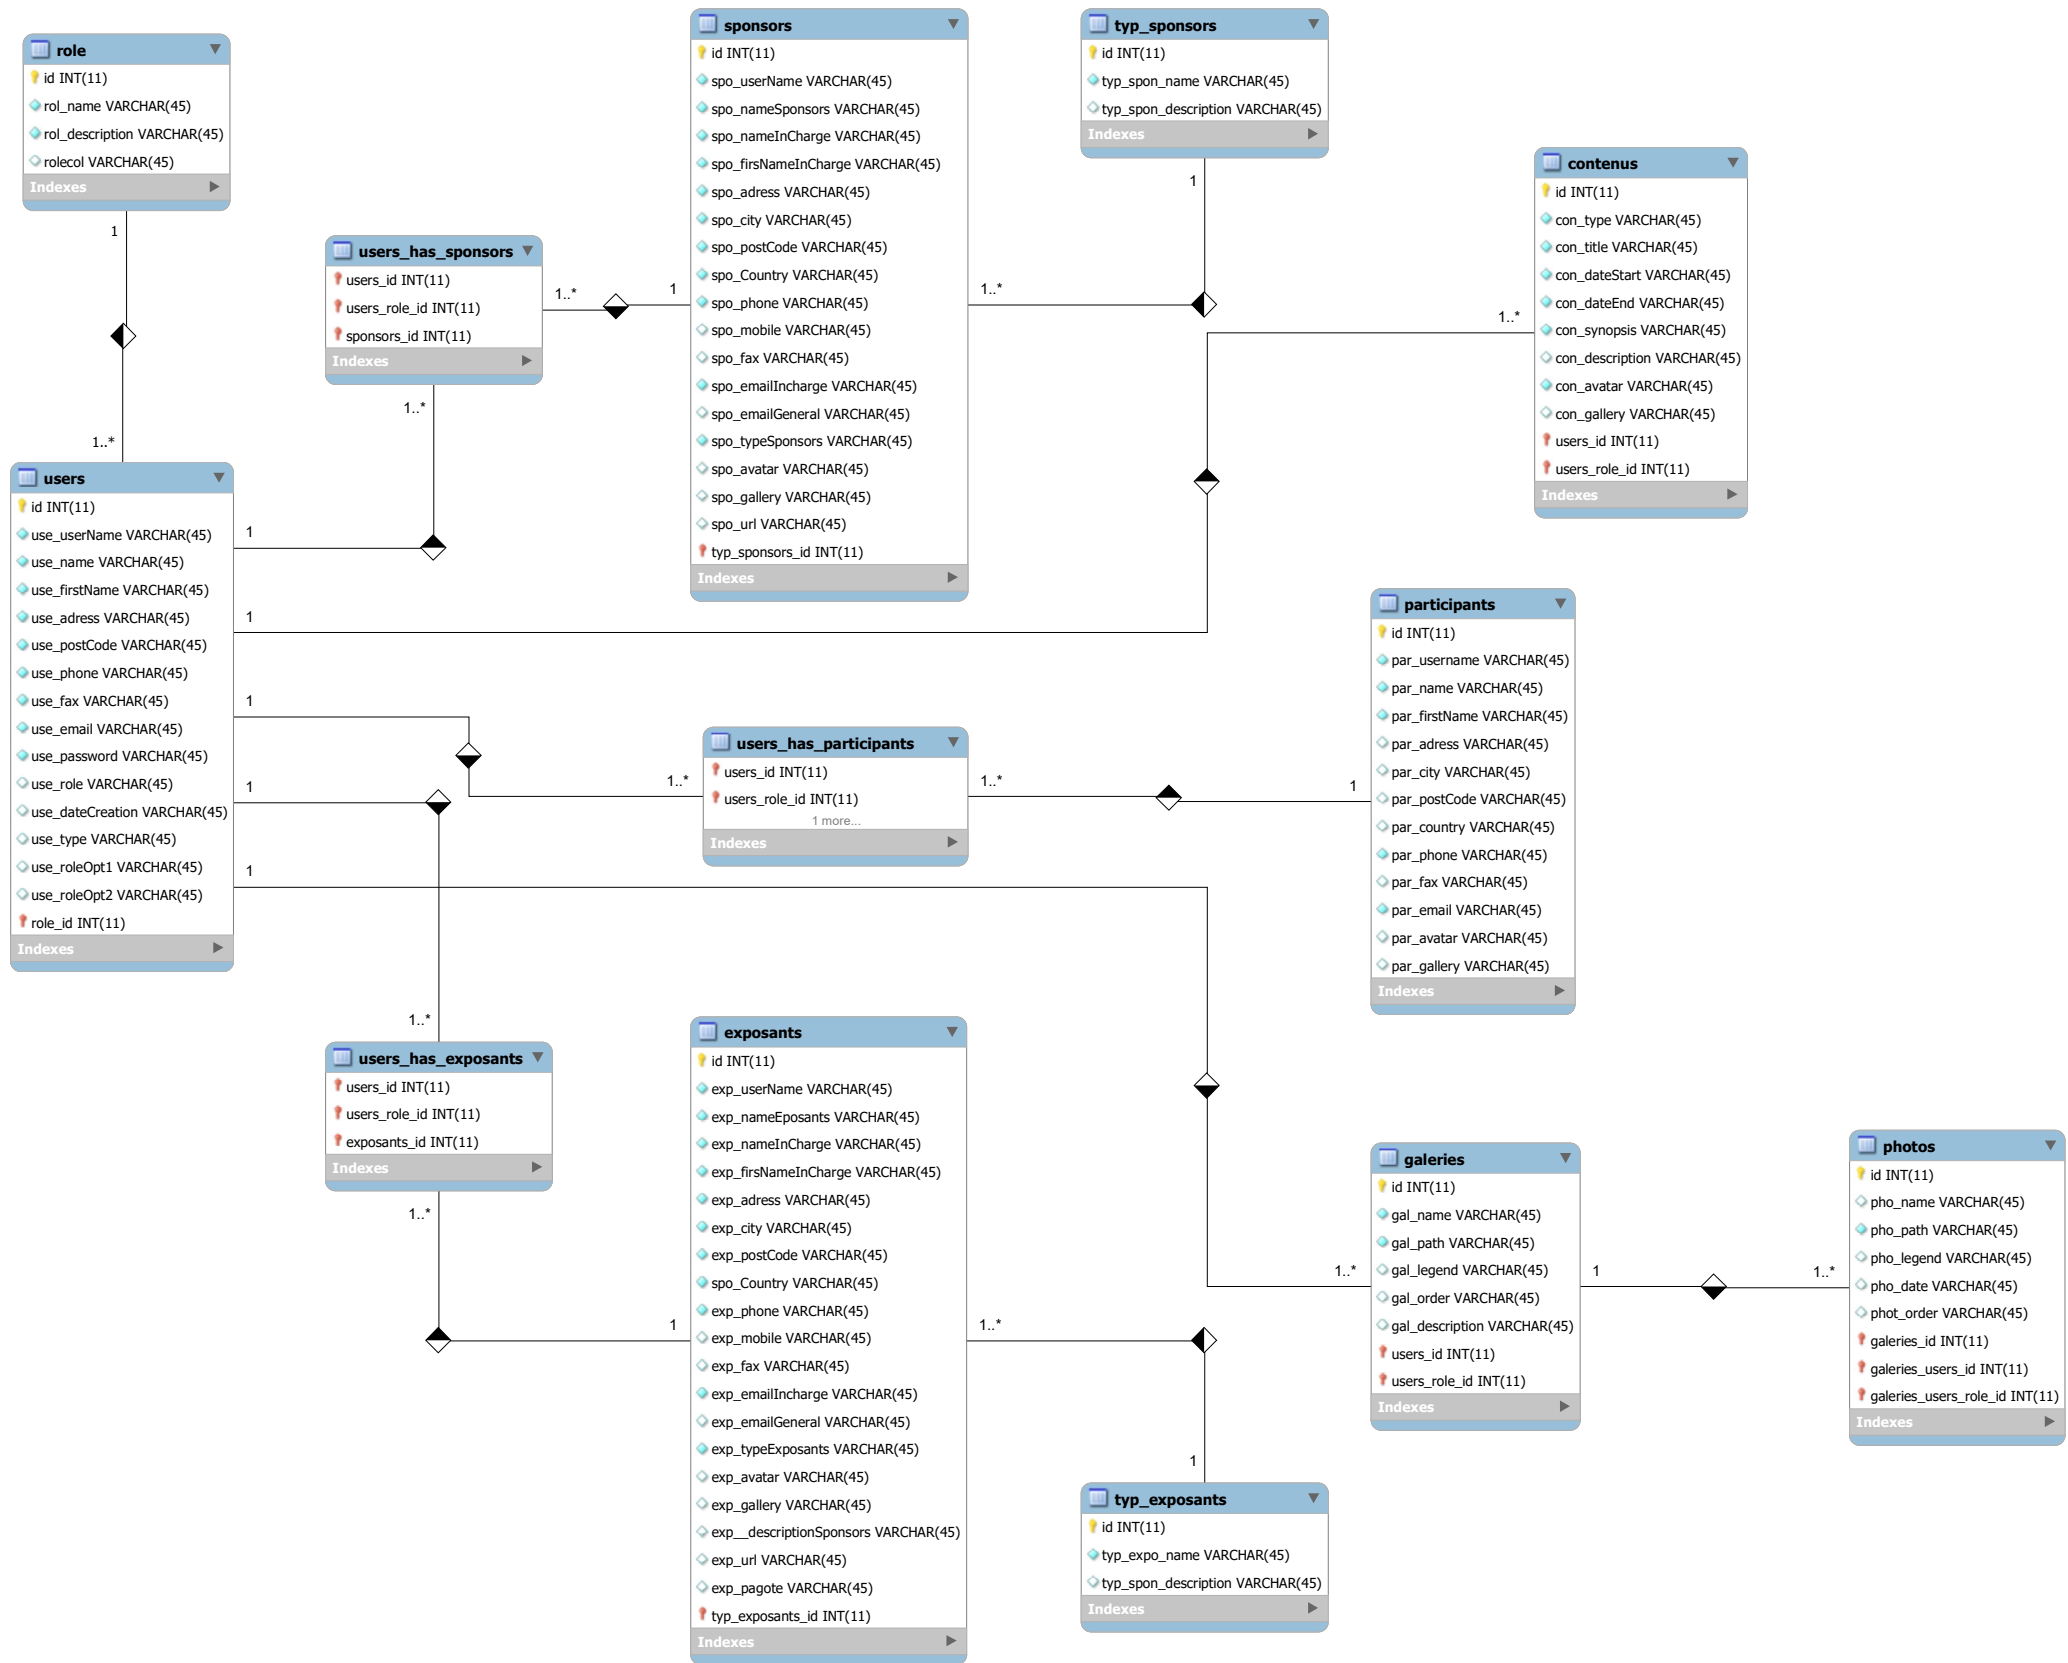 role
id INT(11)
rol_name VARCHAR(45)
rol_description VARCHAR(45)
rolecol VARCHAR(45)
Indexes
1
1..*
users
id INT(11)
use_userName VARCHAR(45)
use_name VARCHAR(45)
use_firstName VARCHAR(45)
use_adress VARCHAR(45)
use_postCode VARCHAR(45)
use_phone VARCHAR(45)
use_fax VARCHAR(45)
use_email VARCHAR(45)
use_password VARCHAR(45)
use_role VARCHAR(45)
use_dateCreation VARCHAR(45)
use_type VARCHAR(45)
use_roleOpt1 VARCHAR(45)
use_roleOpt2 VARCHAR(45)
role_id INT(11)
Indexes
1
1
1
1
1
users_has_sponsors
users_id INT(11)
users_role_id INT(11)
sponsors_id INT(11)
Indexes
1..*
1..*
1
sponsors
id INT(11)
spo_userName VARCHAR(45)
spo_nameSponsors VARCHAR(45)
spo_nameInCharge VARCHAR(45)
spo_firsNameInCharge VARCHAR(45)
spo_adress VARCHAR(45)
spo_city VARCHAR(45)
spo_postCode VARCHAR(45)
spo_Country VARCHAR(45)
spo_phone VARCHAR(45)
spo_mobile VARCHAR(45)
spo_fax VARCHAR(45)
spo_emailIncharge VARCHAR(45)
spo_emailGeneral VARCHAR(45)
spo_typeSponsors VARCHAR(45)
spo_avatar VARCHAR(45)
spo_gallery VARCHAR(45)
spo_url VARCHAR(45)
typ_sponsors_id INT(11)
Indexes
1..*
typ_sponsors
id INT(11)
typ_spon_name VARCHAR(45)
typ_spon_description VARCHAR(45)
Indexes
1
contenus
id INT(11)
con_type VARCHAR(45)
con_title VARCHAR(45)
con_dateStart VARCHAR(45)
con_dateEnd VARCHAR(45)
con_synopsis VARCHAR(45)
con_description VARCHAR(45)
con_avatar VARCHAR(45)
con_gallery VARCHAR(45)
users_id INT(11)
users_role_id INT(11)
Indexes
1..*
users_has_participants
users_id INT(11)
users_role_id INT(11)
1 more...
Indexes
1..*
1..*
1
participants
id INT(11)
par_username VARCHAR(45)
par_name VARCHAR(45)
par_firstName VARCHAR(45)
par_adress VARCHAR(45)
par_city VARCHAR(45)
par_postCode VARCHAR(45)
par_country VARCHAR(45)
par_phone VARCHAR(45)
par_fax VARCHAR(45)
par_email VARCHAR(45)
par_avatar VARCHAR(45)
par_gallery VARCHAR(45)
Indexes
1..*
users_has_exposants
users_id INT(11)
users_role_id INT(11)
exposants_id INT(11)
Indexes
1..*
1
exposants
id INT(11)
exp_userName VARCHAR(45)
exp_nameEposants VARCHAR(45)
exp_nameInCharge VARCHAR(45)
exp_firsNameInCharge VARCHAR(45)
exp_adress VARCHAR(45)
exp_city VARCHAR(45)
exp_postCode VARCHAR(45)
spo_Country VARCHAR(45)
exp_phone VARCHAR(45)
exp_mobile VARCHAR(45)
exp_fax VARCHAR(45)
exp_emailIncharge VARCHAR(45)
exp_emailGeneral VARCHAR(45)
exp_typeExposants VARCHAR(45)
exp_avatar VARCHAR(45)
exp_gallery VARCHAR(45)
exp__descriptionSponsors VARCHAR(45)
exp_url VARCHAR(45)
exp_pagote VARCHAR(45)
typ_exposants_id INT(11)
Indexes
1..*
1
typ_exposants
id INT(11)
typ_expo_name VARCHAR(45)
typ_spon_description VARCHAR(45)
Indexes
1..*
galeries
id INT(11)
gal_name VARCHAR(45)
gal_path VARCHAR(45)
gal_legend VARCHAR(45)
gal_order VARCHAR(45)
gal_description VARCHAR(45)
users_id INT(11)
users_role_id INT(11)
Indexes
1
1..*
photos
id INT(11)
pho_name VARCHAR(45)
pho_path VARCHAR(45)
pho_legend VARCHAR(45)
pho_date VARCHAR(45)
phot_order VARCHAR(45)
galeries_id INT(11)
galeries_users_id INT(11)
galeries_users_role_id INT(11)
Indexes